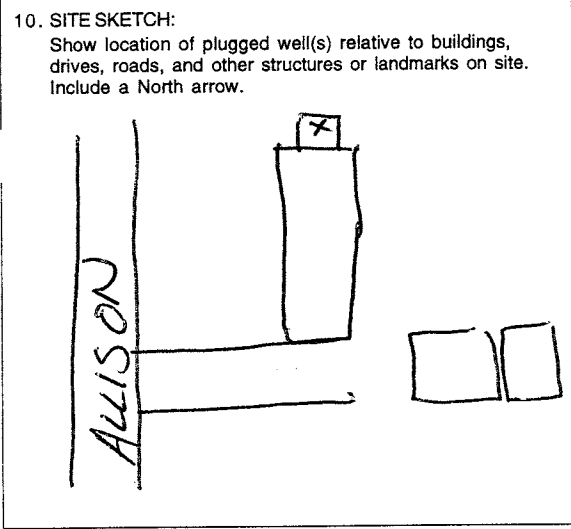 10. SITE SKETCH:
Show location of plugged well(s) relative to buildings,
drives, roads, and other structures or landmarks on site.
Include a North arrow.
X
ALLISON